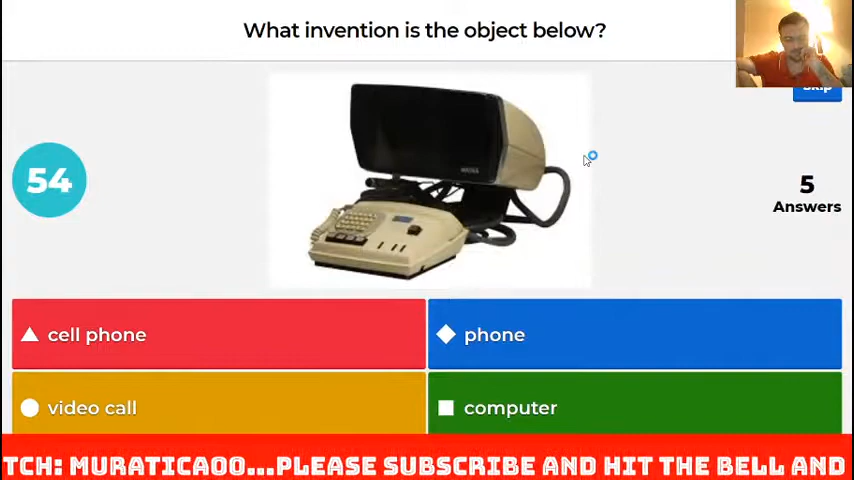 What invention is the object below?
Skip
54
5
Answers
cell phone
phone
video call
computer
TCH: MURATICA00...PLEASE SUBSCRIBE AND HIT THE BELL AND